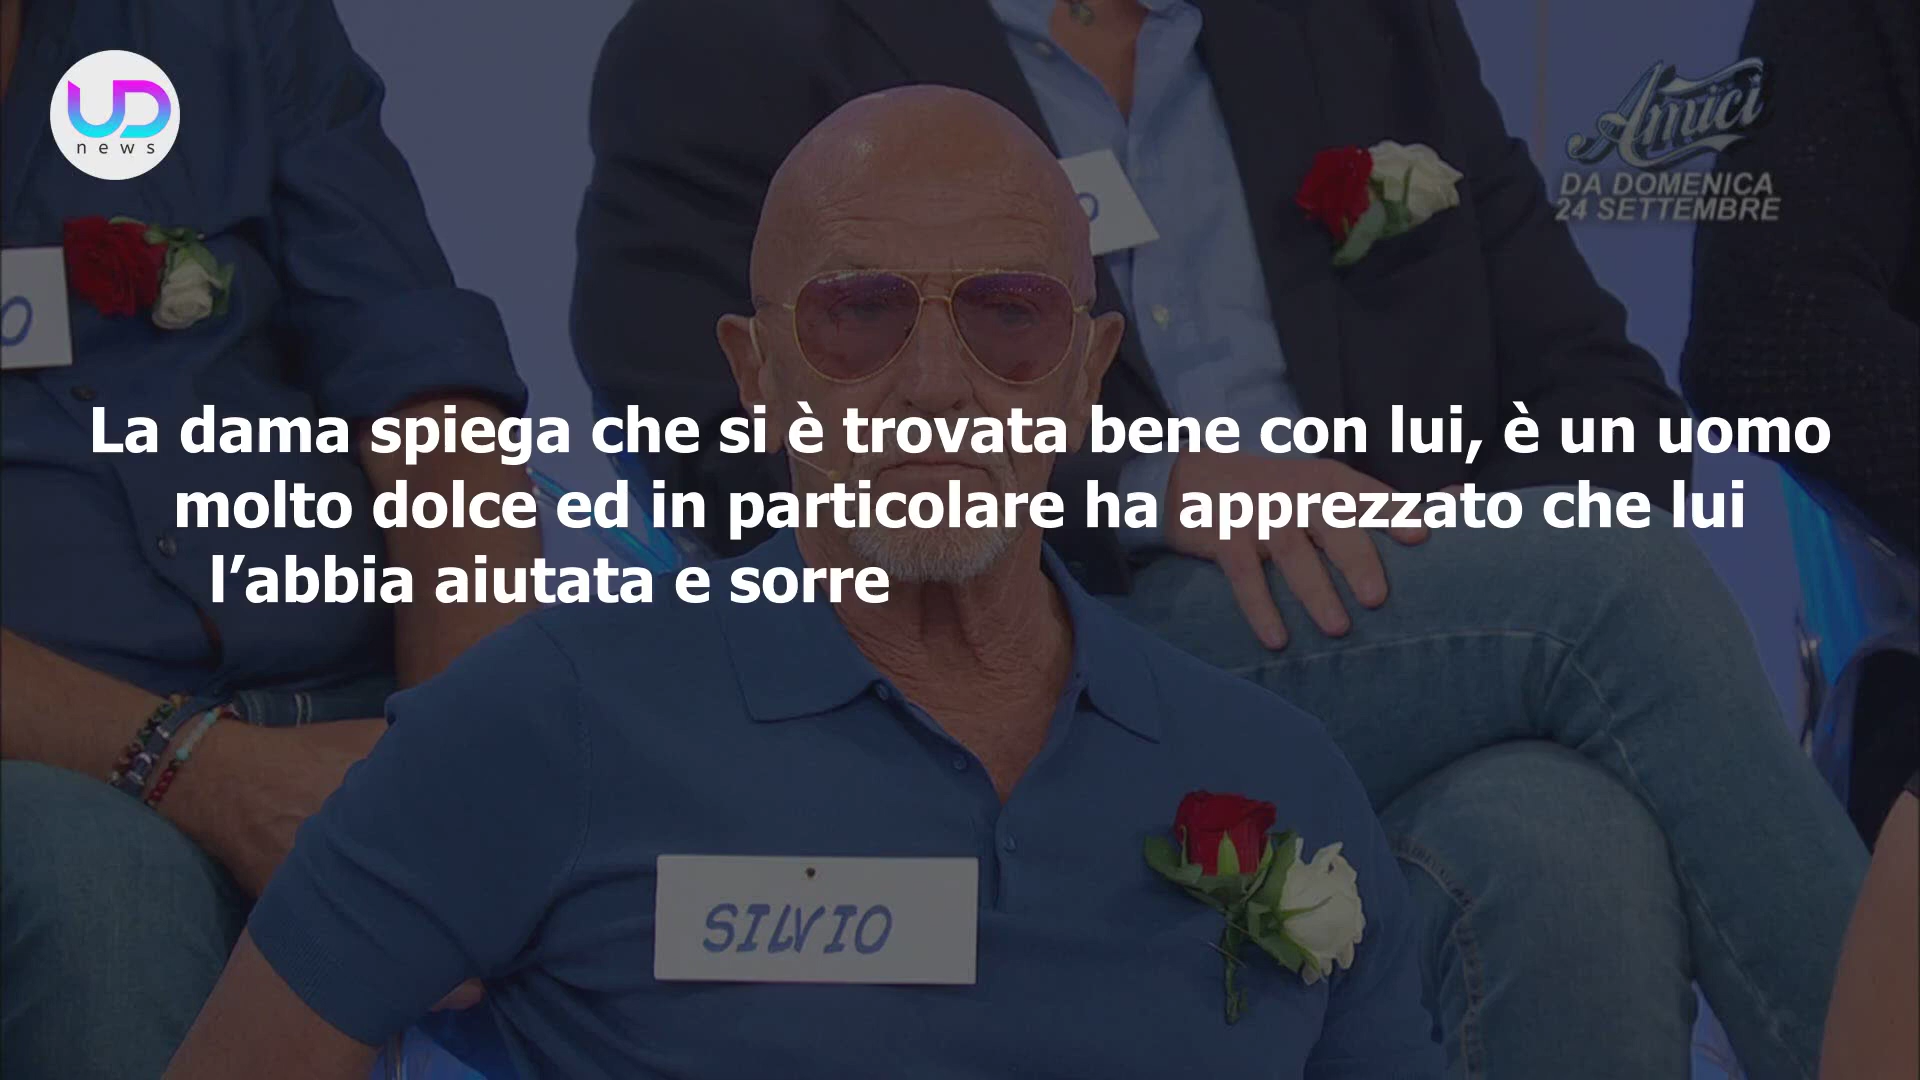 UD
news
Amici
DA DOMENICA
24 SETTEMBRE
O
O
La dama spiega che si è trovata bene con lui, è un uomo
molto dolce ed in particolare ha apprezzato che lui
l’abbia aiutata e sorre
SILVIO